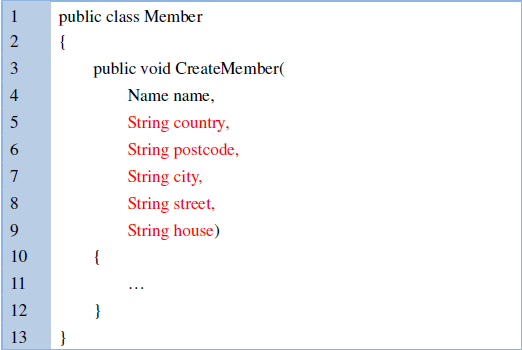 1 public class Member
2 {
3 public void CreateMember(
4 Name name,
5 String country,
6 String postcode,
7 String city,
8 String street,
9 String house)
10 {
11 …
12 }
13 }